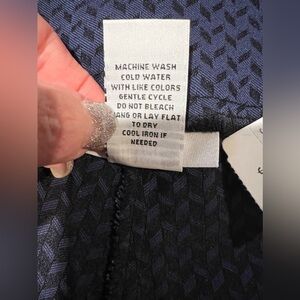 MACHINE WASH
COLD WATER
WITH LIKE COLORS
GENTLE CYCLE
DO NOT BLEACH
HANG OR LAY FLAT
TO DRY
COOL IRON IF
NEEDED